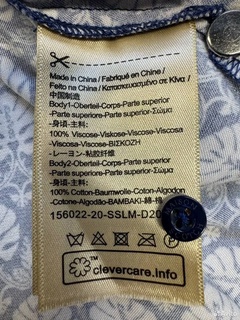 Made in China / Fabriqué en Chine /
Feito na China / Κατασκευασμένο σε Κίνα /
中国制造
Body1-Oberteil-Corps-Parte superior
-Parte superiore-Parte superior-Σώμα
-身頃-主料:
100% Viscose-Viskose-Viscose-Viscosa-
Viscosa-Viscose-ΒΙΣΚΟΖΗ
-レーヨン-粘胶纤维
Body2-Oberteil-Corps-Parte superior
-Parte superiore-Parte superior-Σώμα
-身頃-主料:
100% Cotton-Baumwolle-Coton-Algodon
-Cotone-Algodão-BAMBAKI-綿-棉
156022-20-SSLM-D20
clevercare.info